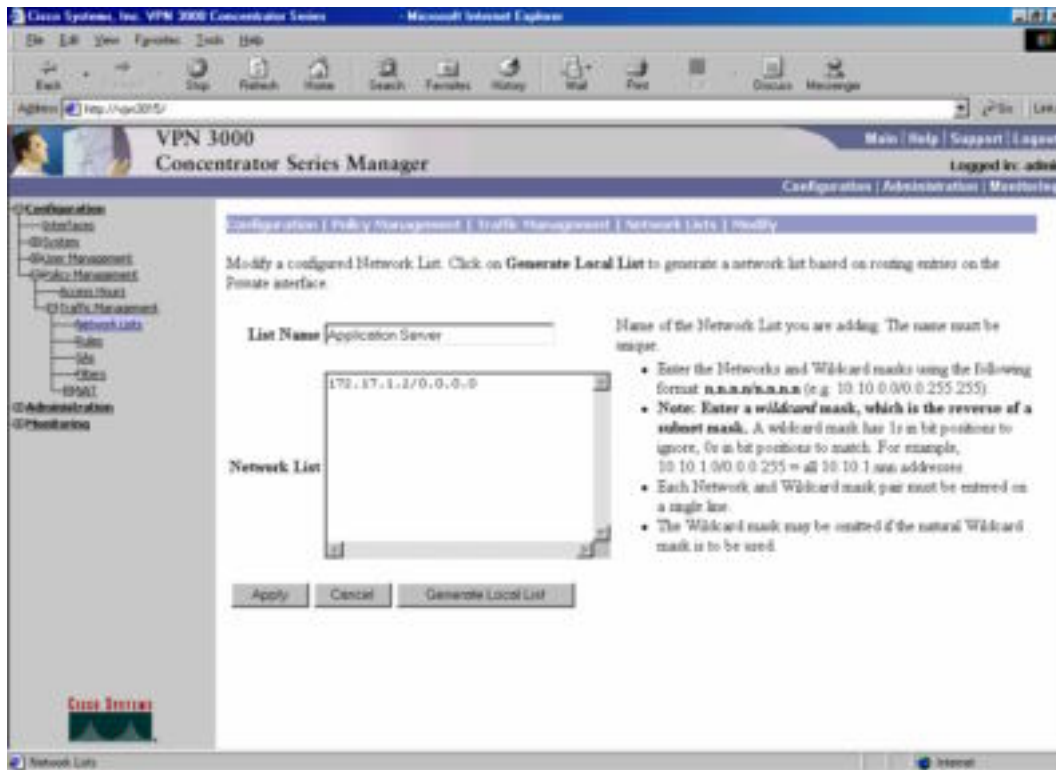 Cisco Systems, Inc. VPN 3000 Concentrator Series - Microsoft Internet Explorer
File Edit View Favorites Tools Help
Back Stop Refresh Home Search Favorites History Mail Print Discuss Messenger
Address http://vpn3015/ Go
VPN 3000
Concentrator Series Manager
Main | Help | Support | Logout
Logged in: admin
Configuration | Administration | Monitoring
Configuration
Interfaces
System
User Management
Policy Management
Access Hours
Traffic Management
Network Lists
Rules
SAs
Filters
NAT
Administration
Monitoring
Configuration | Policy Management | Traffic Management | Network Lists | Modify
Modify a configured Network List. Click on Generate Local List to generate a network list based on routing entries on the
Private interface.
List Name Application Server
Name of the Network List you are adding. The name must be
unique.
Network List
172.17.1.2/0.0.0.0
• Enter the Networks and Wildcard masks using the following
format: n.n.n.n/n.n.n.n (e.g. 10.10.0.0/0.0.255.255).
• Note: Enter a wildcard mask, which is the reverse of a
subnet mask. A wildcard mask has 1s in bit positions to
ignore, 0s in bit positions to match. For example,
10.10.1.0/0.0.0.255 = all 10.10.1.nnn addresses.
• Each Network and Wildcard mask pair must be entered on
a single line.
• The Wildcard mask may be omitted if the natural Wildcard
mask is to be used.
Apply Cancel Generate Local List
Cisco Systems
Network Lists
Internet